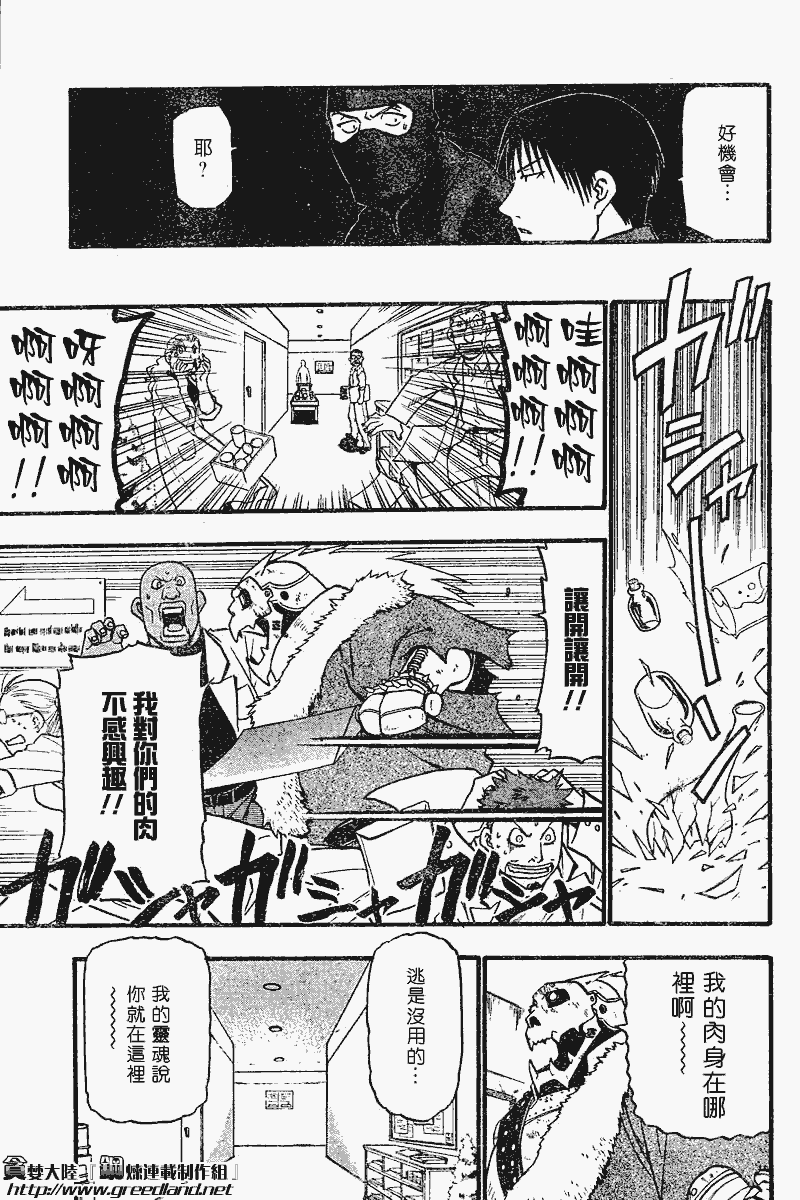 好機會…
耶?
ガシャーン
哇啊啊啊
啊啊啊啊!!
呀啊啊啊
啊啊啊!!
讓開讓開!!
我對你們的肉
不感興趣!!
ガシャ
ガシャ
ガ
我的肉身在哪
裡啊~~
逃是沒用的…
我的靈魂說
你就在這裡
~~
貪婪大陸『鋼煉連載制作組』
http://www.greedland.net/